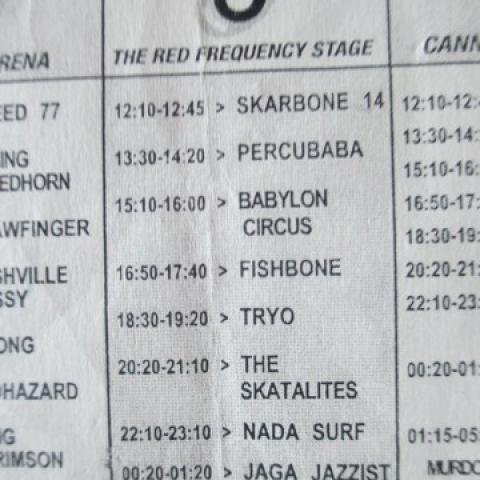 RENA
THE RED FREQUENCY STAGE
CANN
EED 77
12:10-12:45 > SKARBONE 14
12:10-12:4
ING
EDHORN
13:30-14:20 > PERCUBABA
13:30-14:
15:10-16:
AWFINGER
15:10-16:00 > BABYLON
CIRCUS
16:50-17:
18:30-19:
SHVILLE
SSY
16:50-17:40 > FISHBONE
20:20-21:
ONG
18:30-19:20 > TRYO
22:10-23:
OHAZARD
20:20-21:10 > THE
SKATALITES
00:20-01:
NG
RIMSON
22:10-23:10 > NADA SURF
01:15-05:
00:20-01:20 > JAGA JAZZIST
MURDO